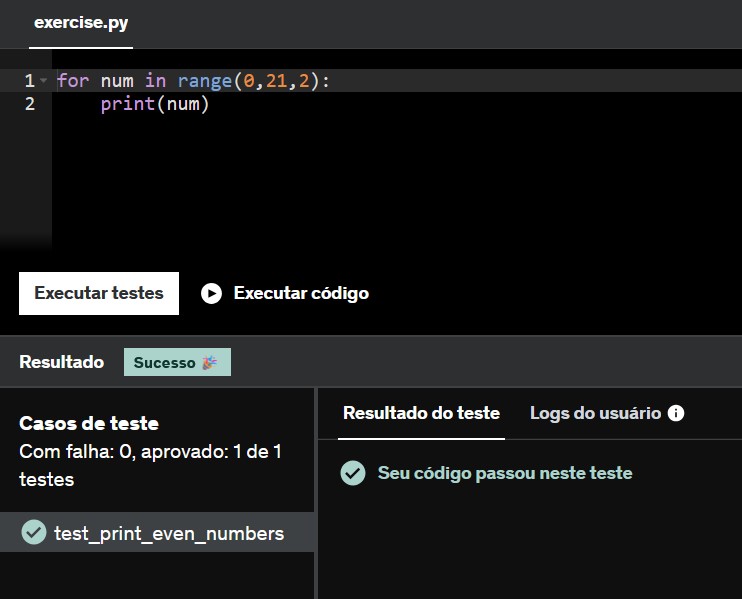 exercise.py
1 for num in range(0,21,2):
2     print(num)
Executar testes
Executar código
Resultado
Sucesso 🎉
Casos de teste
Com falha: 0, aprovado: 1 de 1
testes
test_print_even_numbers
Resultado do teste
Logs do usuário
Seu código passou neste teste